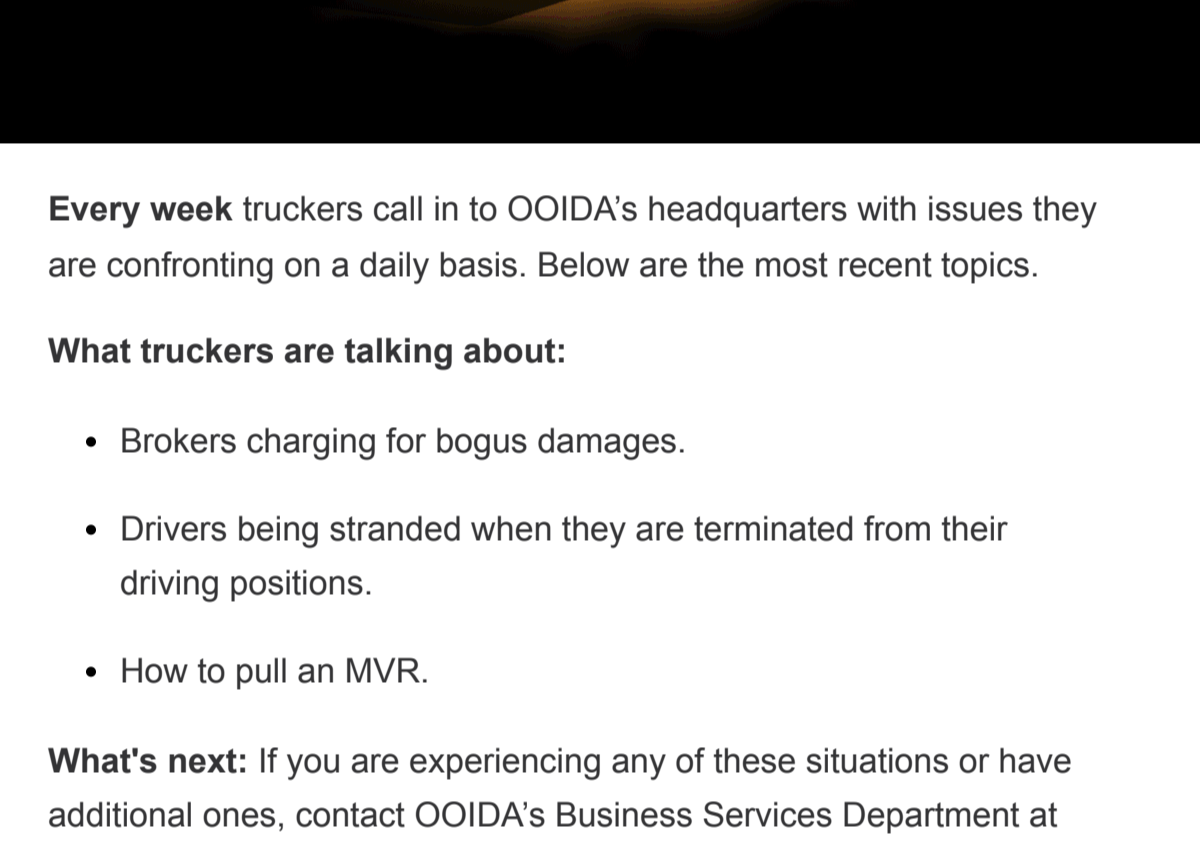 Every week truckers call in to OOIDA’s headquarters with issues they
are confronting on a daily basis. Below are the most recent topics.
What truckers are talking about:
• Brokers charging for bogus damages.
• Drivers being stranded when they are terminated from their
driving positions.
• How to pull an MVR.
What's next: If you are experiencing any of these situations or have
additional ones, contact OOIDA’s Business Services Department at